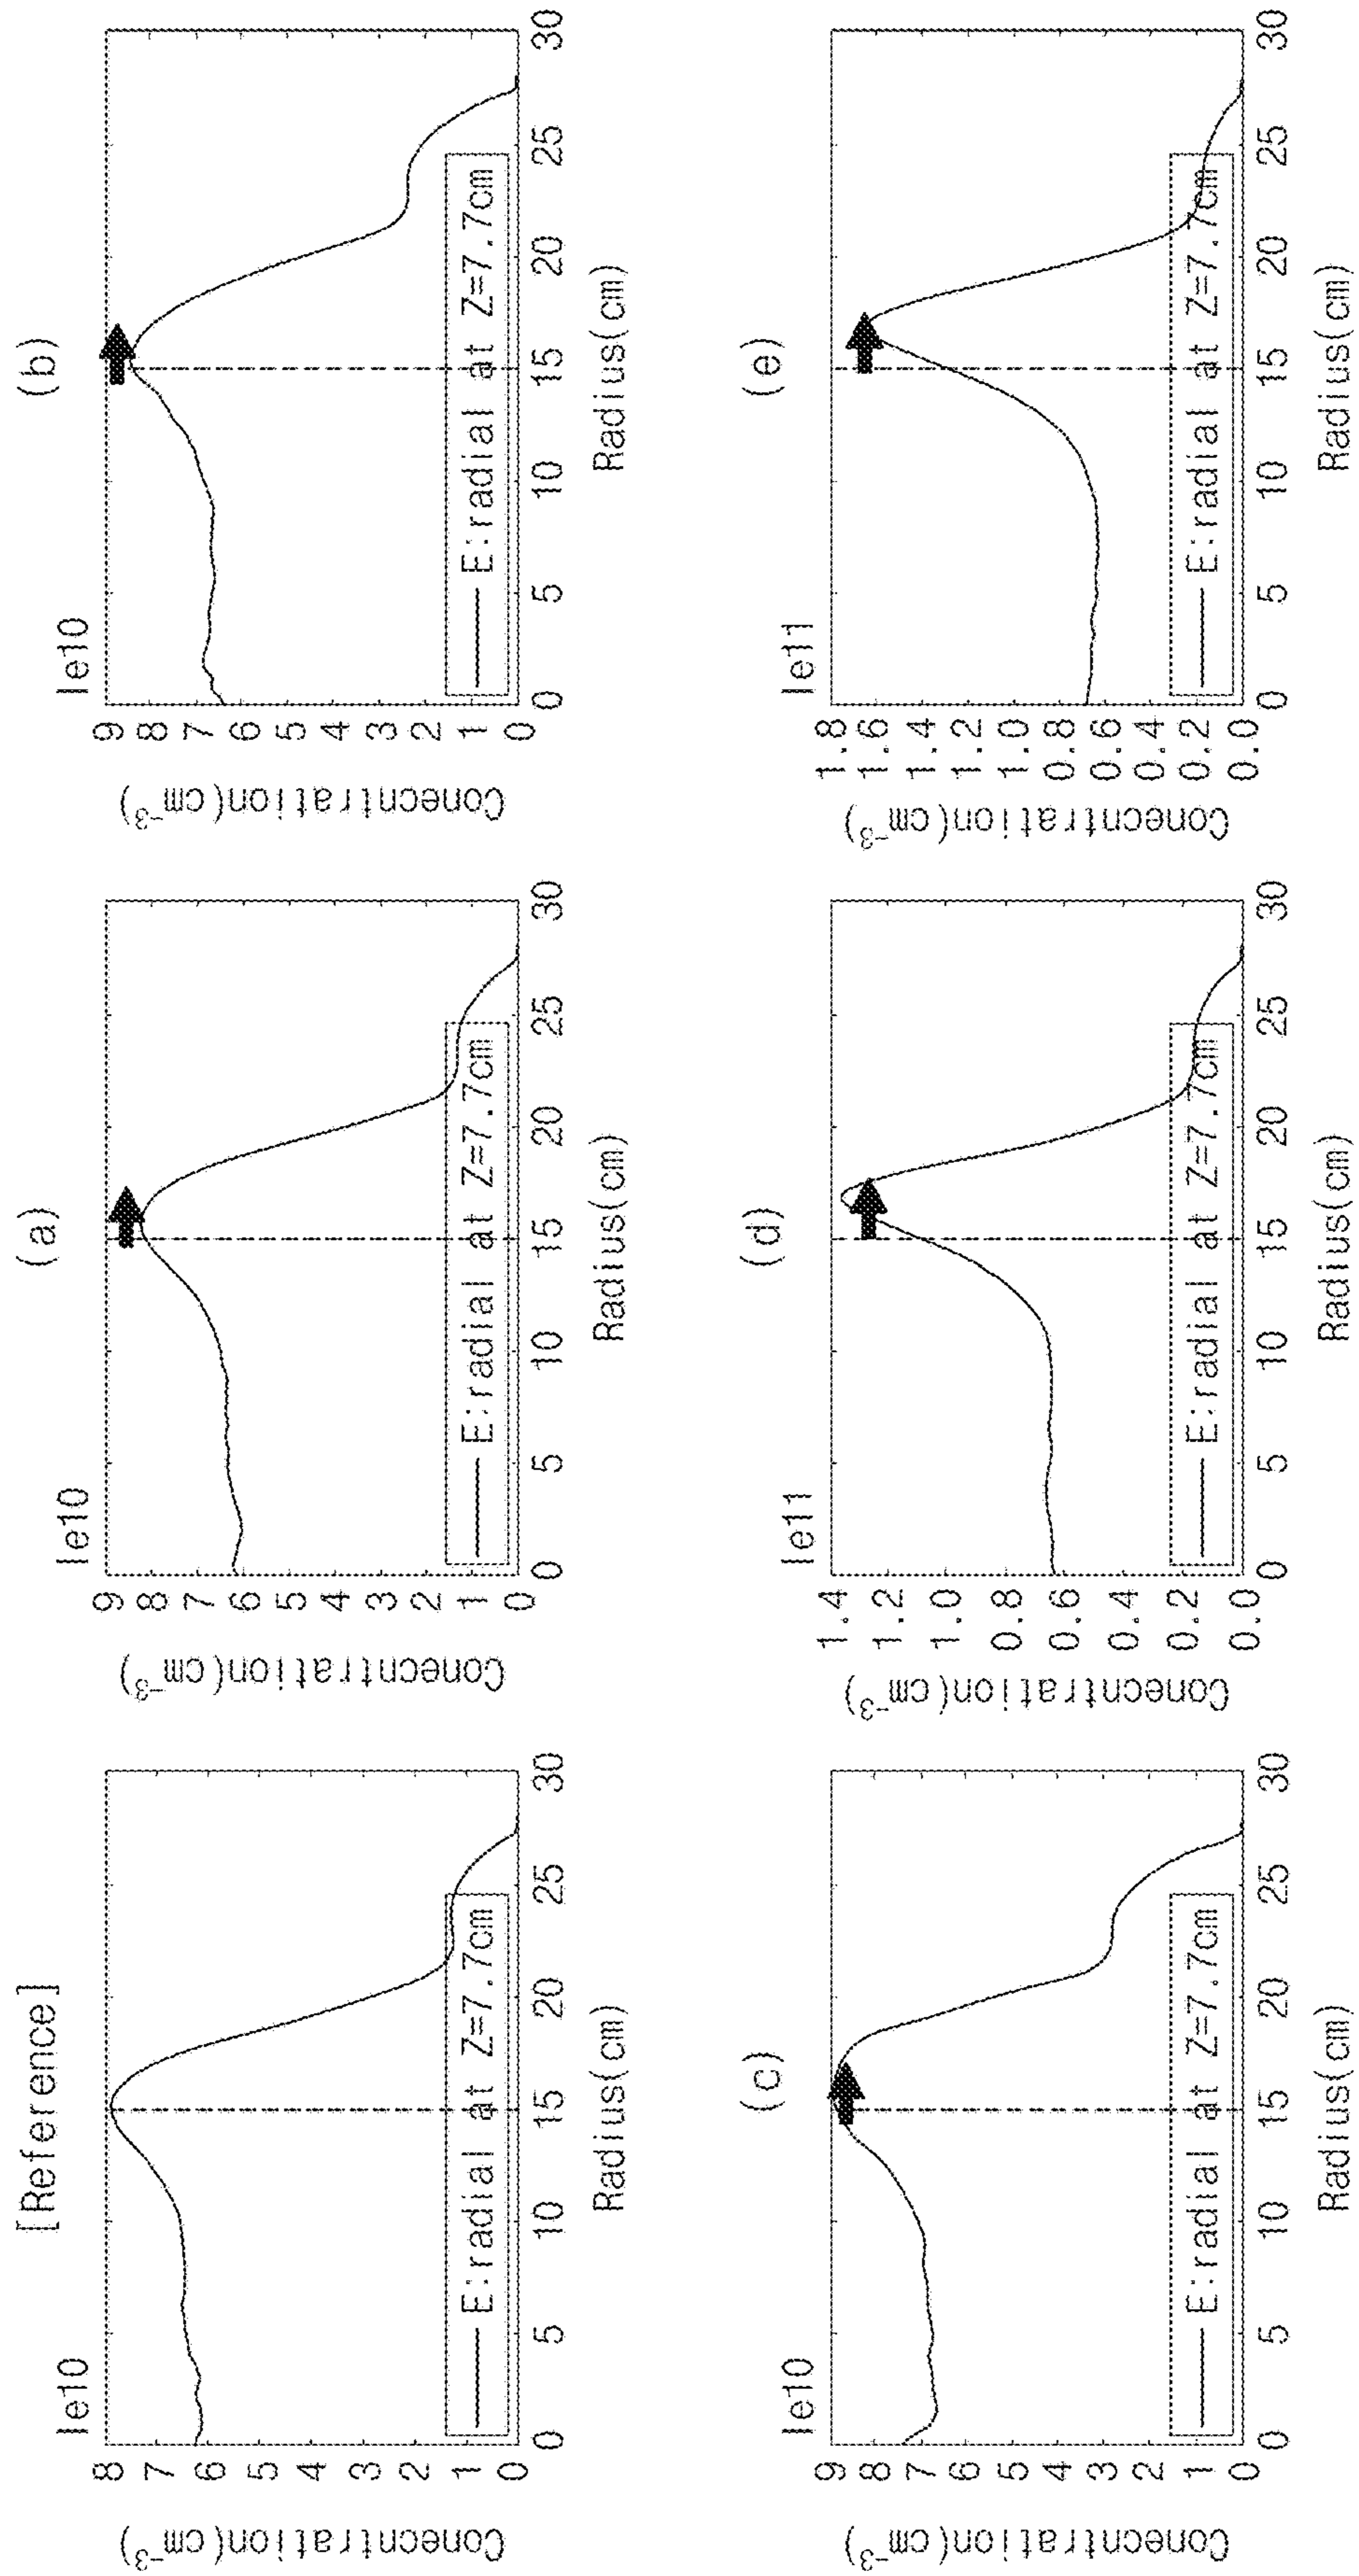 [Reference]
Ie10
Conecntration(cm-3)
8
7
6
5
4
3
2
1
0
E:radial at Z=7.7cm
0 5 10 15 20 25 30
Radius(cm)
(a)
Ie10
Conecntration(cm-3)
9
8
7
6
5
4
3
2
1
0
E:radial at Z=7.7cm
0 5 10 15 20 25 30
Radius(cm)
(b)
Ie10
Conecntration(cm-3)
9
8
7
6
5
4
3
2
1
0
E:radial at Z=7.7cm
0 5 10 15 20 25 30
Radius(cm)
(c)
Ie10
Conecntration(cm-3)
9
8
7
6
5
4
3
2
1
0
E:radial at Z=7.7cm
0 5 10 15 20 25 30
Radius(cm)
(d)
Ie11
Conecntration(cm-3)
1.4
1.2
1.0
0.8
0.6
0.4
0.2
0.0
E:radial at Z=7.7cm
0 5 10 15 20 25 30
Radius(cm)
(e)
Ie11
Conecntration(cm-3)
1.8
1.6
1.4
1.2
1.0
0.8
0.6
0.4
0.2
0.0
E:radial at Z=7.7cm
0 5 10 15 20 25 30
Radius(cm)